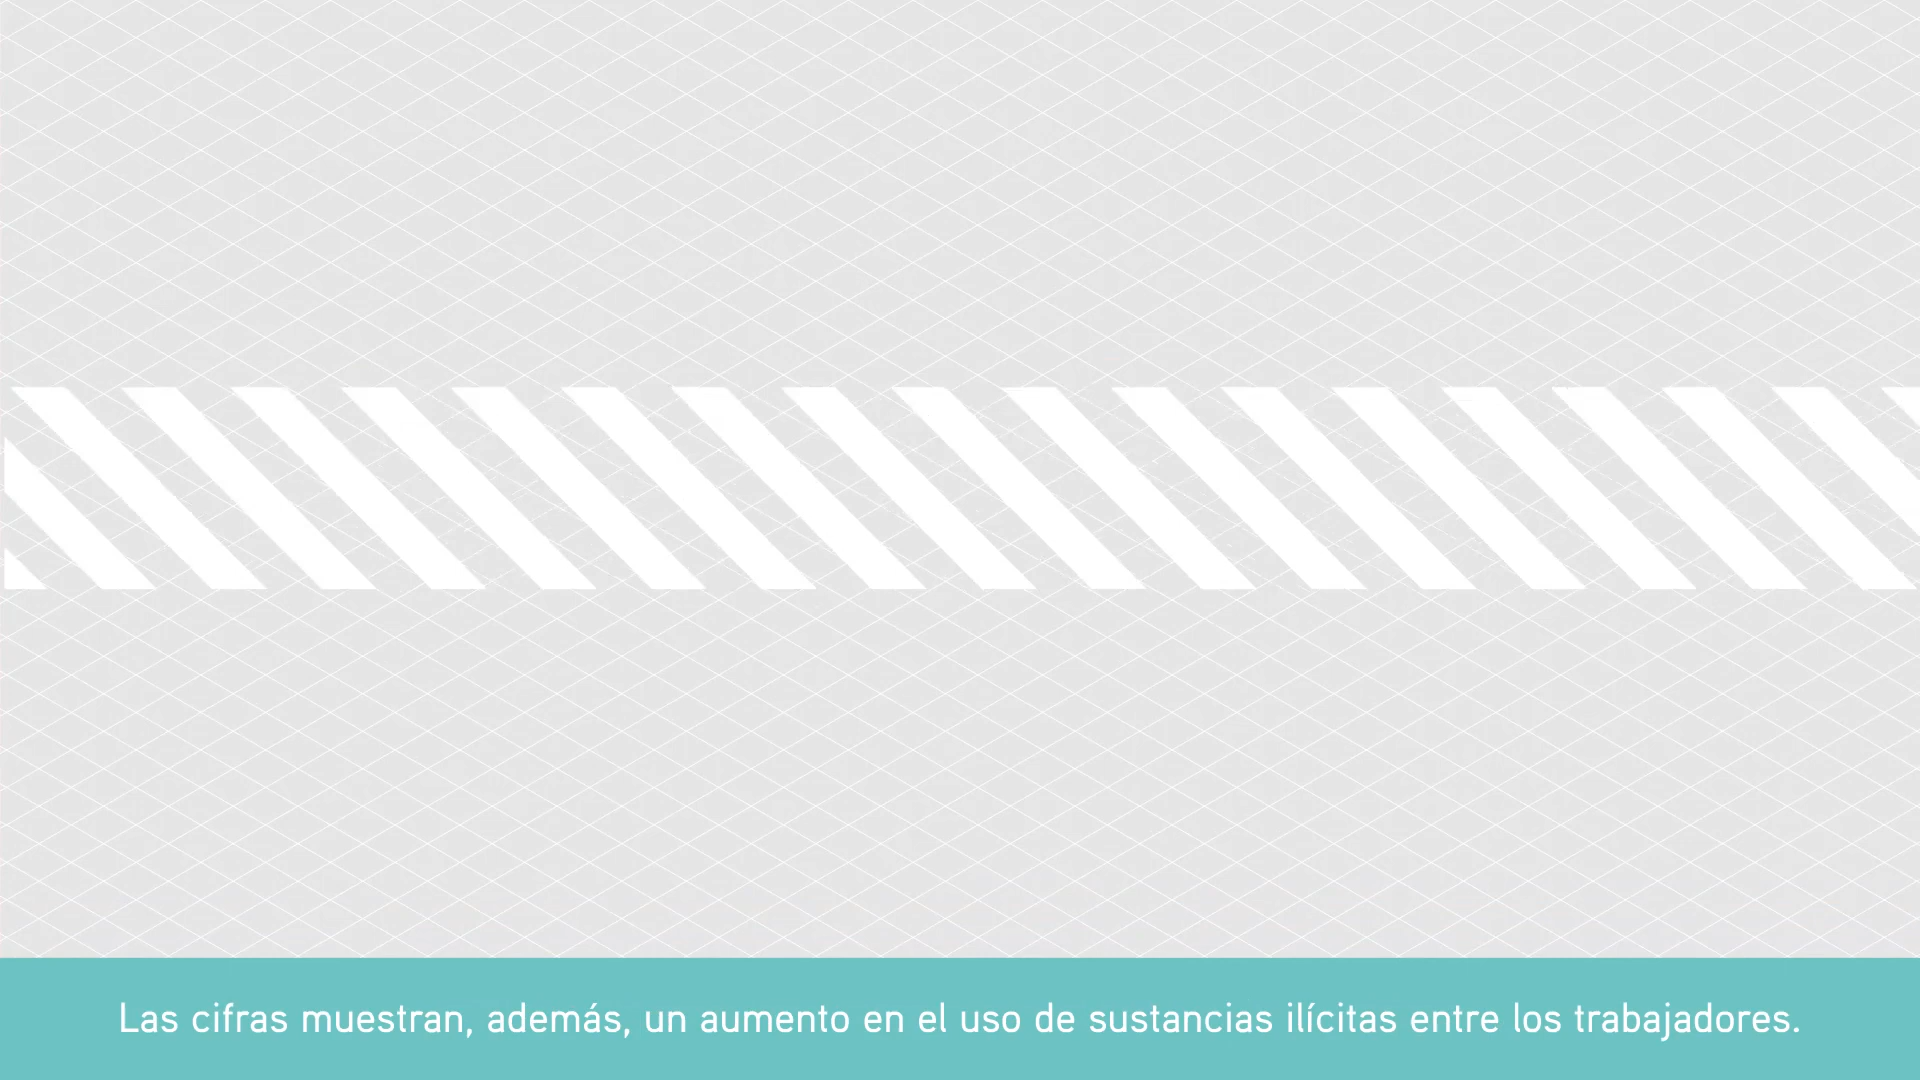 Las cifras muestran, además, un aumento en el uso de sustancias ilícitas entre los trabajadores.